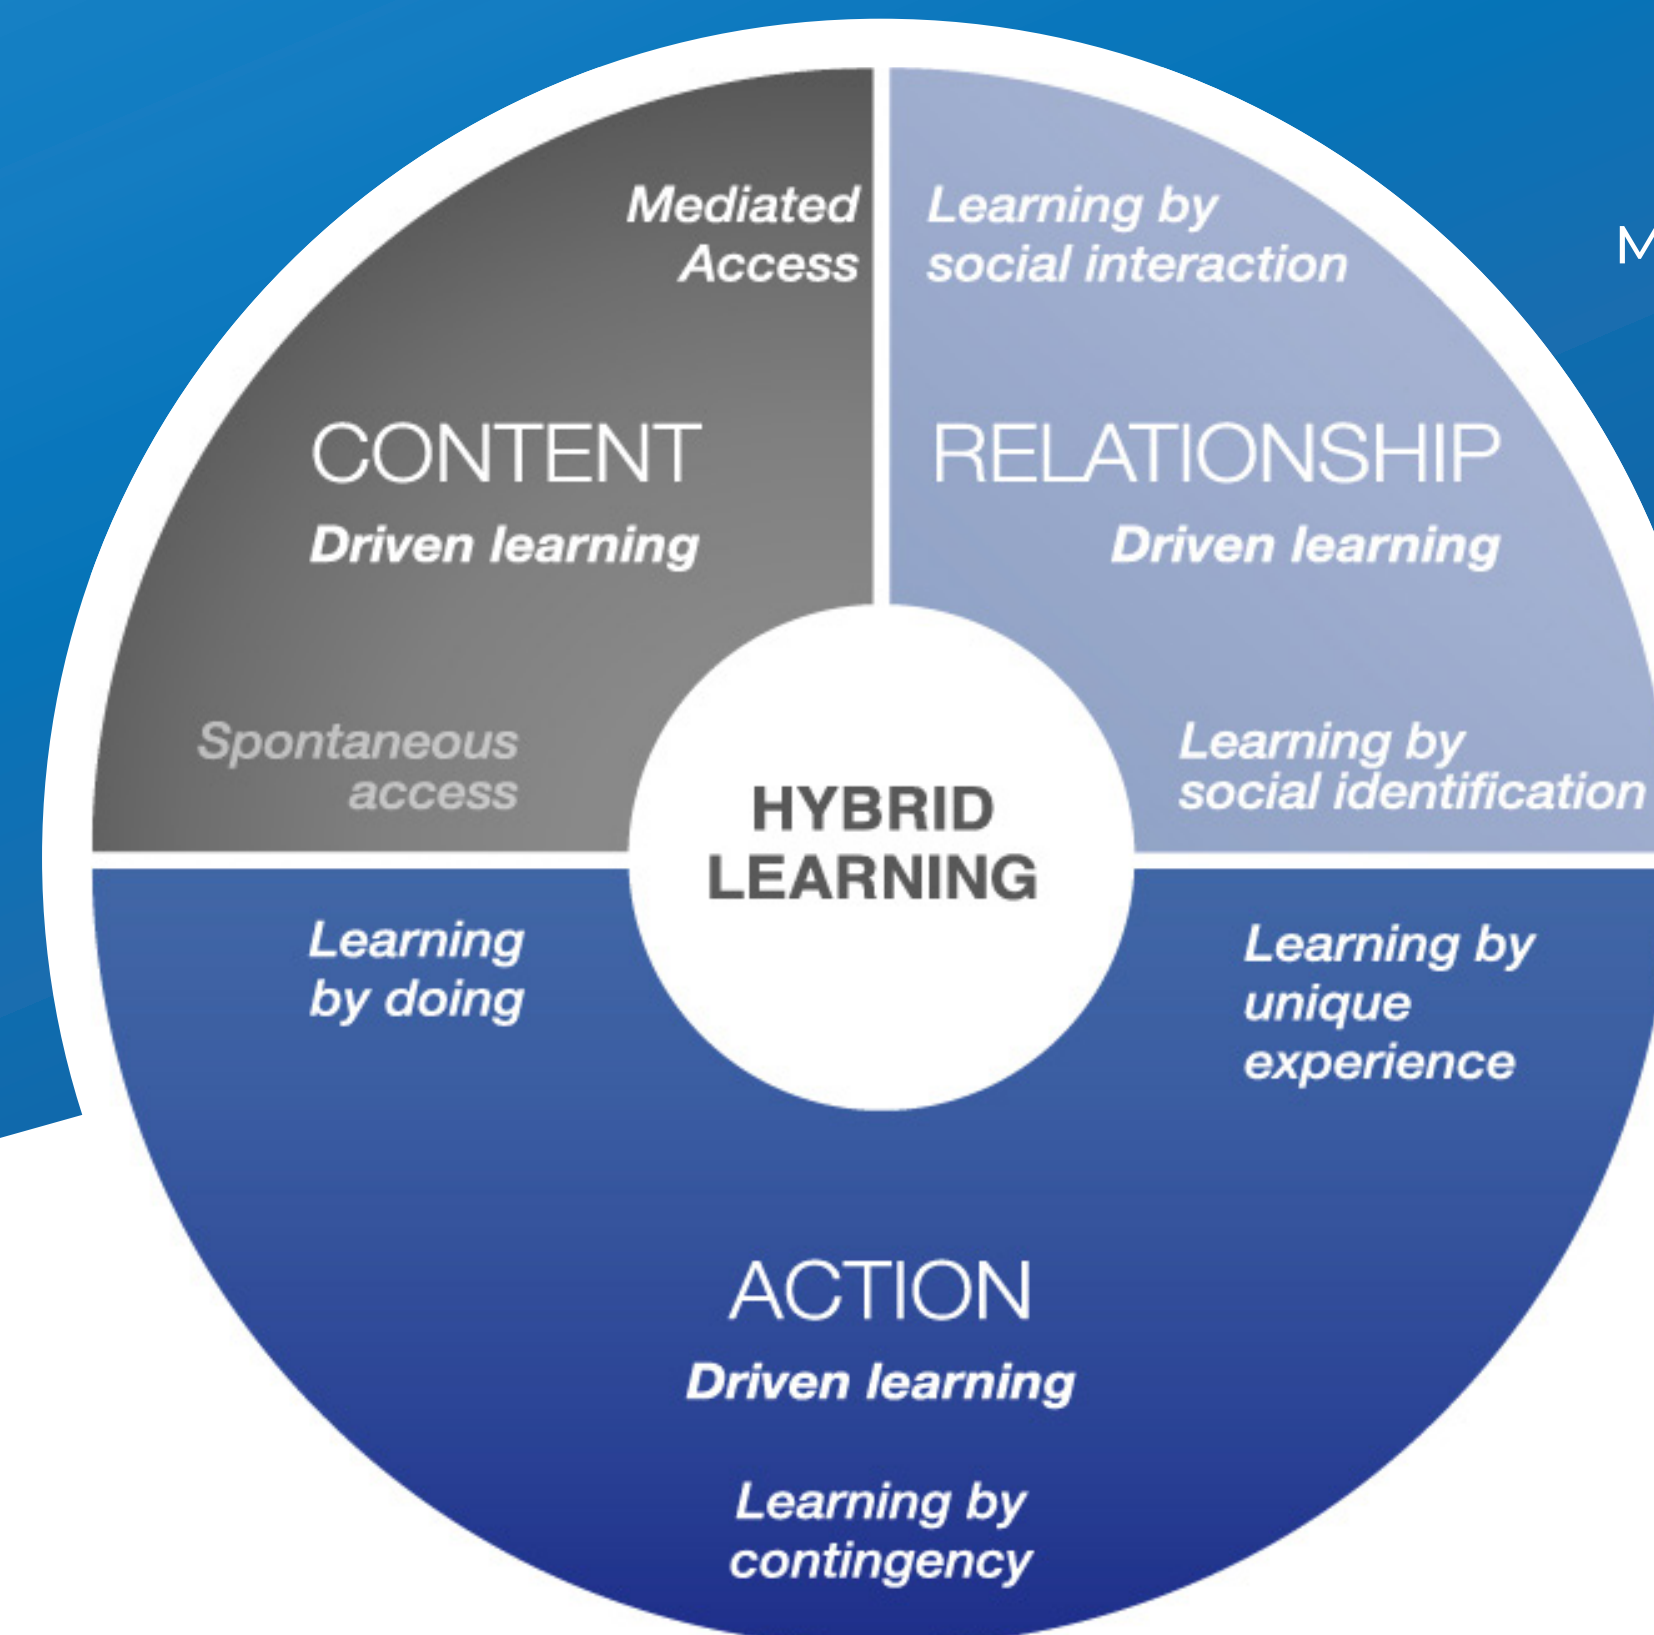 Mediated
Access
CONTENT
Driven learning
Spontaneous
access
Learning by
social interaction
RELATIONSHIP
Driven learning
Learning by
social identification
HYBRID
LEARNING
Learning
by doing
Learning by
unique
experience
ACTION
Driven learning
Learning by
contingency